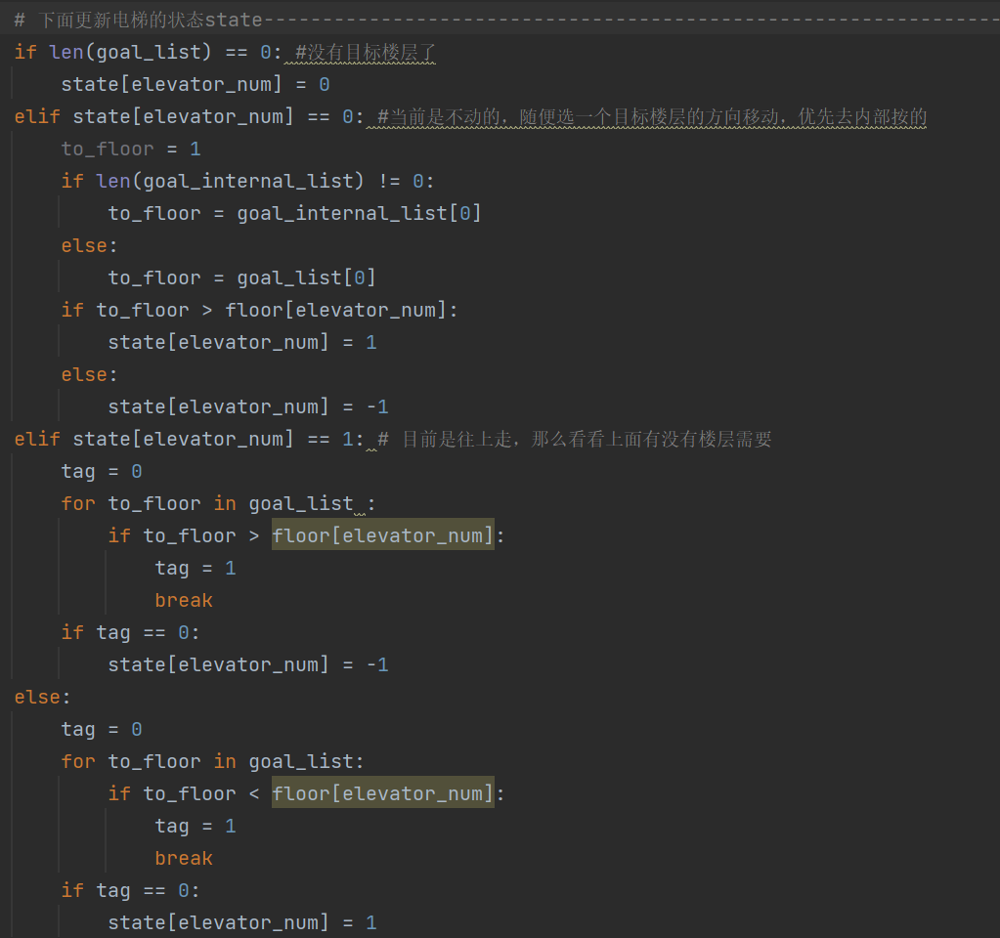 # 下面更新电梯的状态state----------------------------------------------------------------
if len(goal_list) == 0: #没有目标楼层了
    state[elevator_num] = 0
elif state[elevator_num] == 0: #当前是不动的，随便选一个目标楼层的方向移动，优先去内部按的
    to_floor = 1
    if len(goal_internal_list) != 0:
        to_floor = goal_internal_list[0]
    else:
        to_floor = goal_list[0]
    if to_floor > floor[elevator_num]:
        state[elevator_num] = 1
    else:
        state[elevator_num] = -1
elif state[elevator_num] == 1: # 目前是往上走，那么看看上面有没有楼层需要
    tag = 0
    for to_floor in goal_list :
        if to_floor > floor[elevator_num]:
            tag = 1
            break
    if tag == 0:
        state[elevator_num] = -1
else:
    tag = 0
    for to_floor in goal_list:
        if to_floor < floor[elevator_num]:
            tag = 1
            break
    if tag == 0:
        state[elevator_num] = 1